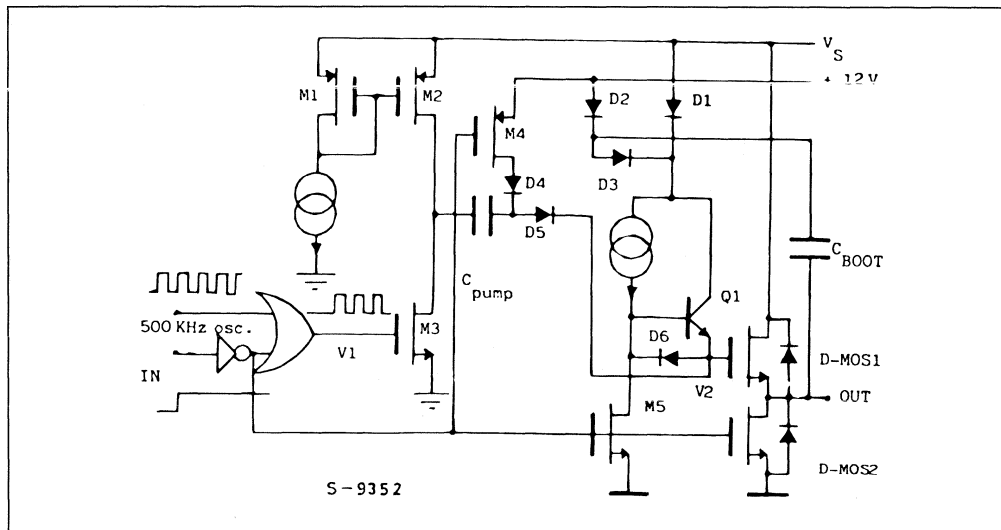 V
S
+ 12V
M1
M2
D2
D1
M4
D3
D4
D5
C
pump
C
BOOT
Q1
D6
500 KHz osc.
V1
M3
IN
V2
M5
D-MOS1
OUT
D-MOS2
S-9352